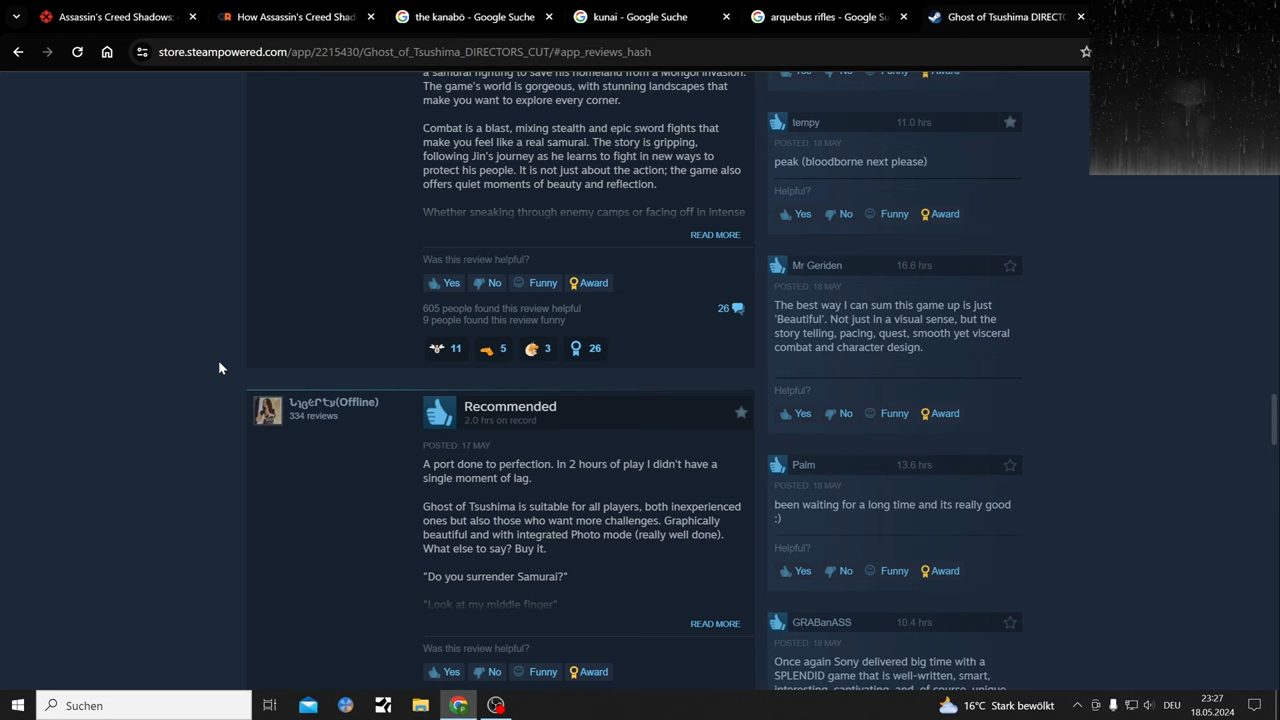 Assassin's Creed Shadows:
How Assassin's Creed Shad
the kanabō - Google Suche
kunai - Google Suche
arquebus rifles - Google S
Ghost of Tsushima DIRECT
store.steampowered.com/app/2215430/Ghost_of_Tsushima_DIRECTORS_CUT/#app_reviews_hash
a samurai fighting to save his homeland from a Mongol invasion.
The game's world is gorgeous, with stunning landscapes that
make you want to explore every corner.
Combat is a blast, mixing stealth and epic sword fights that
make you feel like a real samurai. The story is gripping,
following Jin's journey as he learns to fight in new ways to
protect his people. It is not just about the action; the game also
offers quiet moments of beauty and reflection.
Whether sneaking through enemy camps or facing off in intense
READ MORE
Was this review helpful?
Yes No Funny Award
605 people found this review helpful 26
9 people found this review funny
11 5 3 26
(Offline)
334 reviews
Recommended
2.0 hrs on record
POSTED: 17 MAY
A port done to perfection. In 2 hours of play I didn't have a
single moment of lag.
Ghost of Tsushima is suitable for all players, both inexperienced
ones but also those who want more challenges. Graphically
beautiful and with integrated Photo mode (really well done).
What else to say? Buy it.
"Do you surrender Samurai?"
"Look at my middle finger"
READ MORE
Was this review helpful?
Yes No Funny Award
Yes No Funny Award
tempy 11.0 hrs
POSTED: 18 MAY
peak (bloodborne next please)
Helpful?
Yes No Funny Award
Mr Geriden 16.6 hrs
POSTED: 18 MAY
The best way I can sum this game up is just
'Beautiful'. Not just in a visual sense, but the
story telling, pacing, quest, smooth yet visceral
combat and character design.
Helpful?
Yes No Funny Award
Palm 13.6 hrs
POSTED: 18 MAY
been waiting for a long time and its really good
:)
Helpful?
Yes No Funny Award
GRABanASS 10.4 hrs
POSTED: 18 MAY
Once again Sony delivered big time with a
SPLENDID game that is well-written, smart,
interesting, captivating, and, of course, unique
Suchen
16°C Stark bewölkt
DEU
23:27
18.05.2024